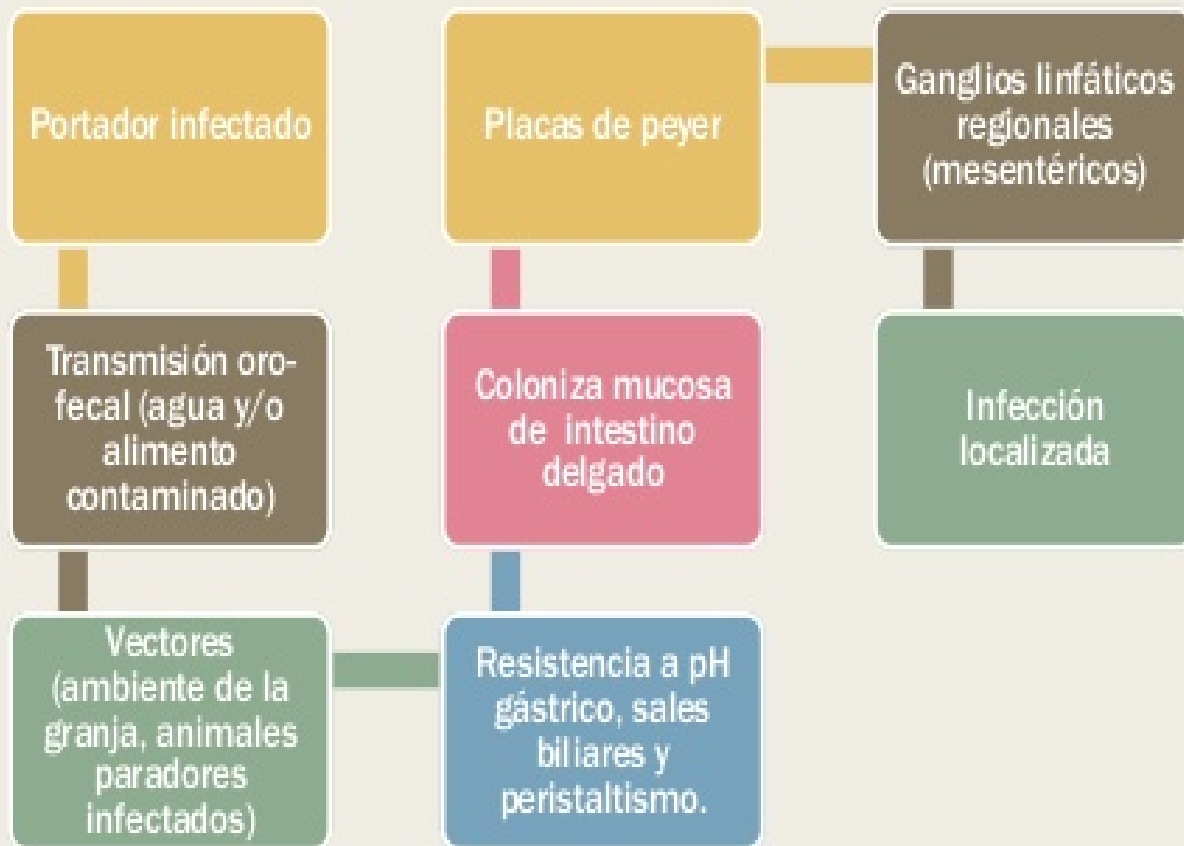 Portador infectado
Transmisión oro-
fecal (agua y/o
alimento
contaminado)
Vectores
(ambiente de la
granja, animales
paradores
infectados)
Resistencia a pH
gástrico, sales
biliares y
peristaltismo.
Coloniza mucosa
de intestino
delgado
Placas de peyer
Ganglios linfáticos
regionales
(mesentéricos)
Infección
localizada